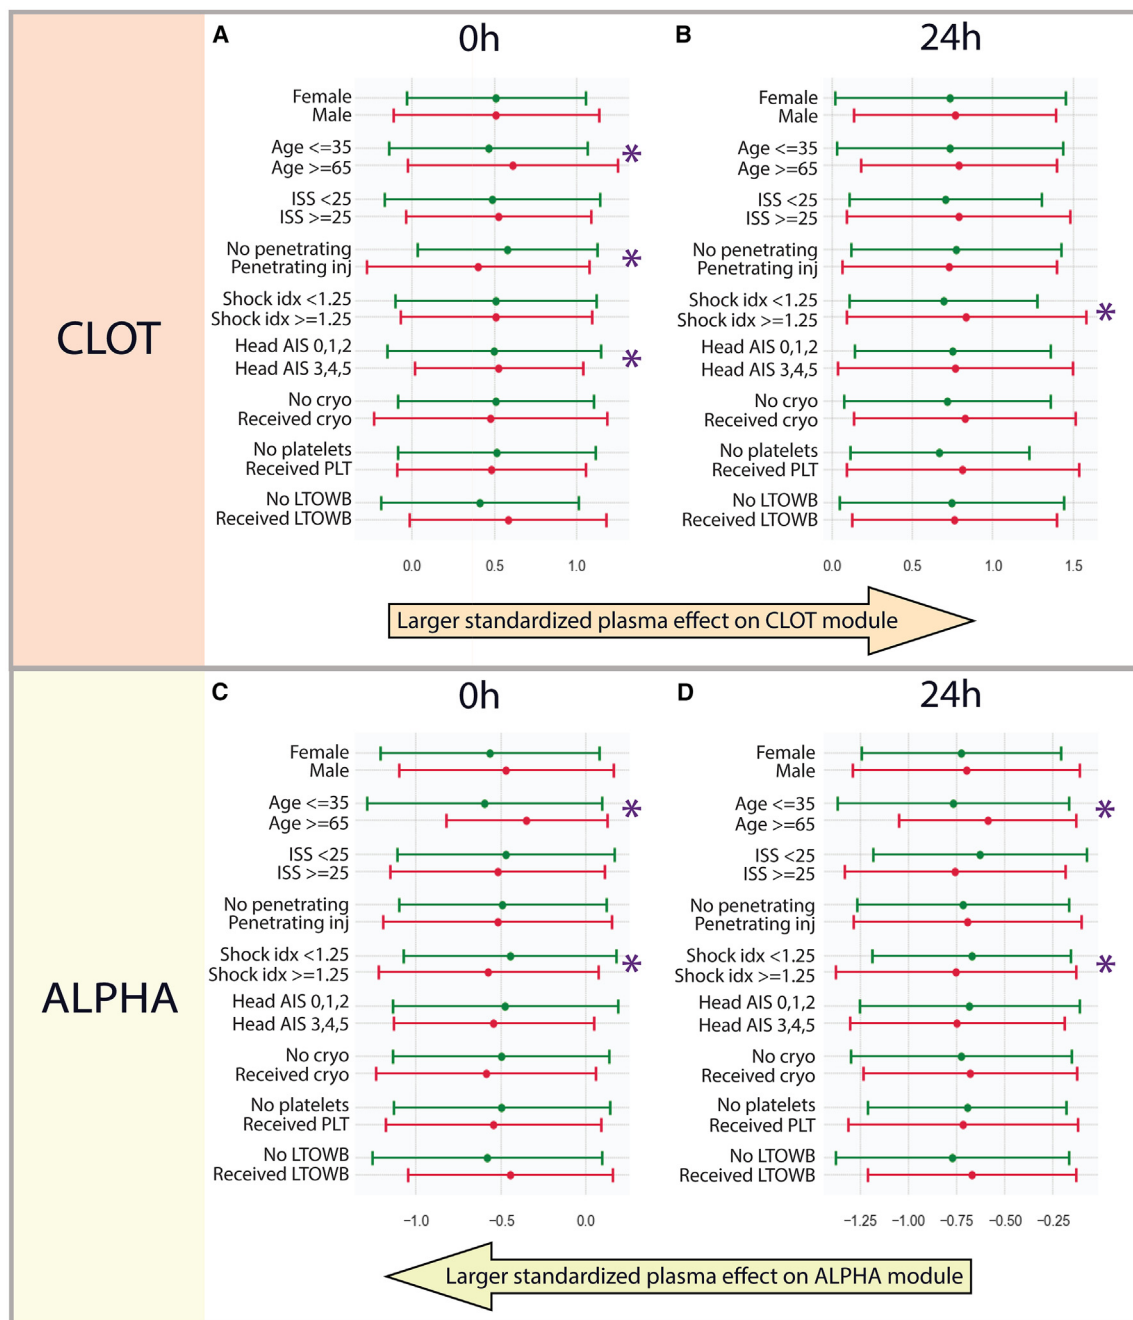 CLOT
A
0h
Female
Male
Age <=35
Age >=65
*
ISS <25
ISS >=25
No penetrating
Penetrating inj
*
Shock idx <1.25
Shock idx >=1.25
Head AIS 0,1,2
Head AIS 3,4,5
*
No cryo
Received cryo
No platelets
Received PLT
No LTOWB
Received LTOWB
0.0 0.5 1.0
B
24h
Female
Male
Age <=35
Age >=65
ISS <25
ISS >=25
No penetrating
Penetrating inj
Shock idx <1.25
Shock idx >=1.25
*
Head AIS 0,1,2
Head AIS 3,4,5
No cryo
Received cryo
No platelets
Received PLT
No LTOWB
Received LTOWB
0.0 0.5 1.0 1.5
Larger standardized plasma effect on CLOT module
ALPHA
C
0h
Female
Male
Age <=35
Age >=65
*
ISS <25
ISS >=25
No penetrating
Penetrating inj
Shock idx <1.25
Shock idx >=1.25
*
Head AIS 0,1,2
Head AIS 3,4,5
No cryo
Received cryo
No platelets
Received PLT
No LTOWB
Received LTOWB
−1.0 −0.5 0.0
D
24h
Female
Male
Age <=35
Age >=65
*
ISS <25
ISS >=25
No penetrating
Penetrating inj
Shock idx <1.25
Shock idx >=1.25
*
Head AIS 0,1,2
Head AIS 3,4,5
No cryo
Received cryo
No platelets
Received PLT
No LTOWB
Received LTOWB
−1.25 −1.00 −0.75 −0.50 −0.25
Larger standardized plasma effect on ALPHA module